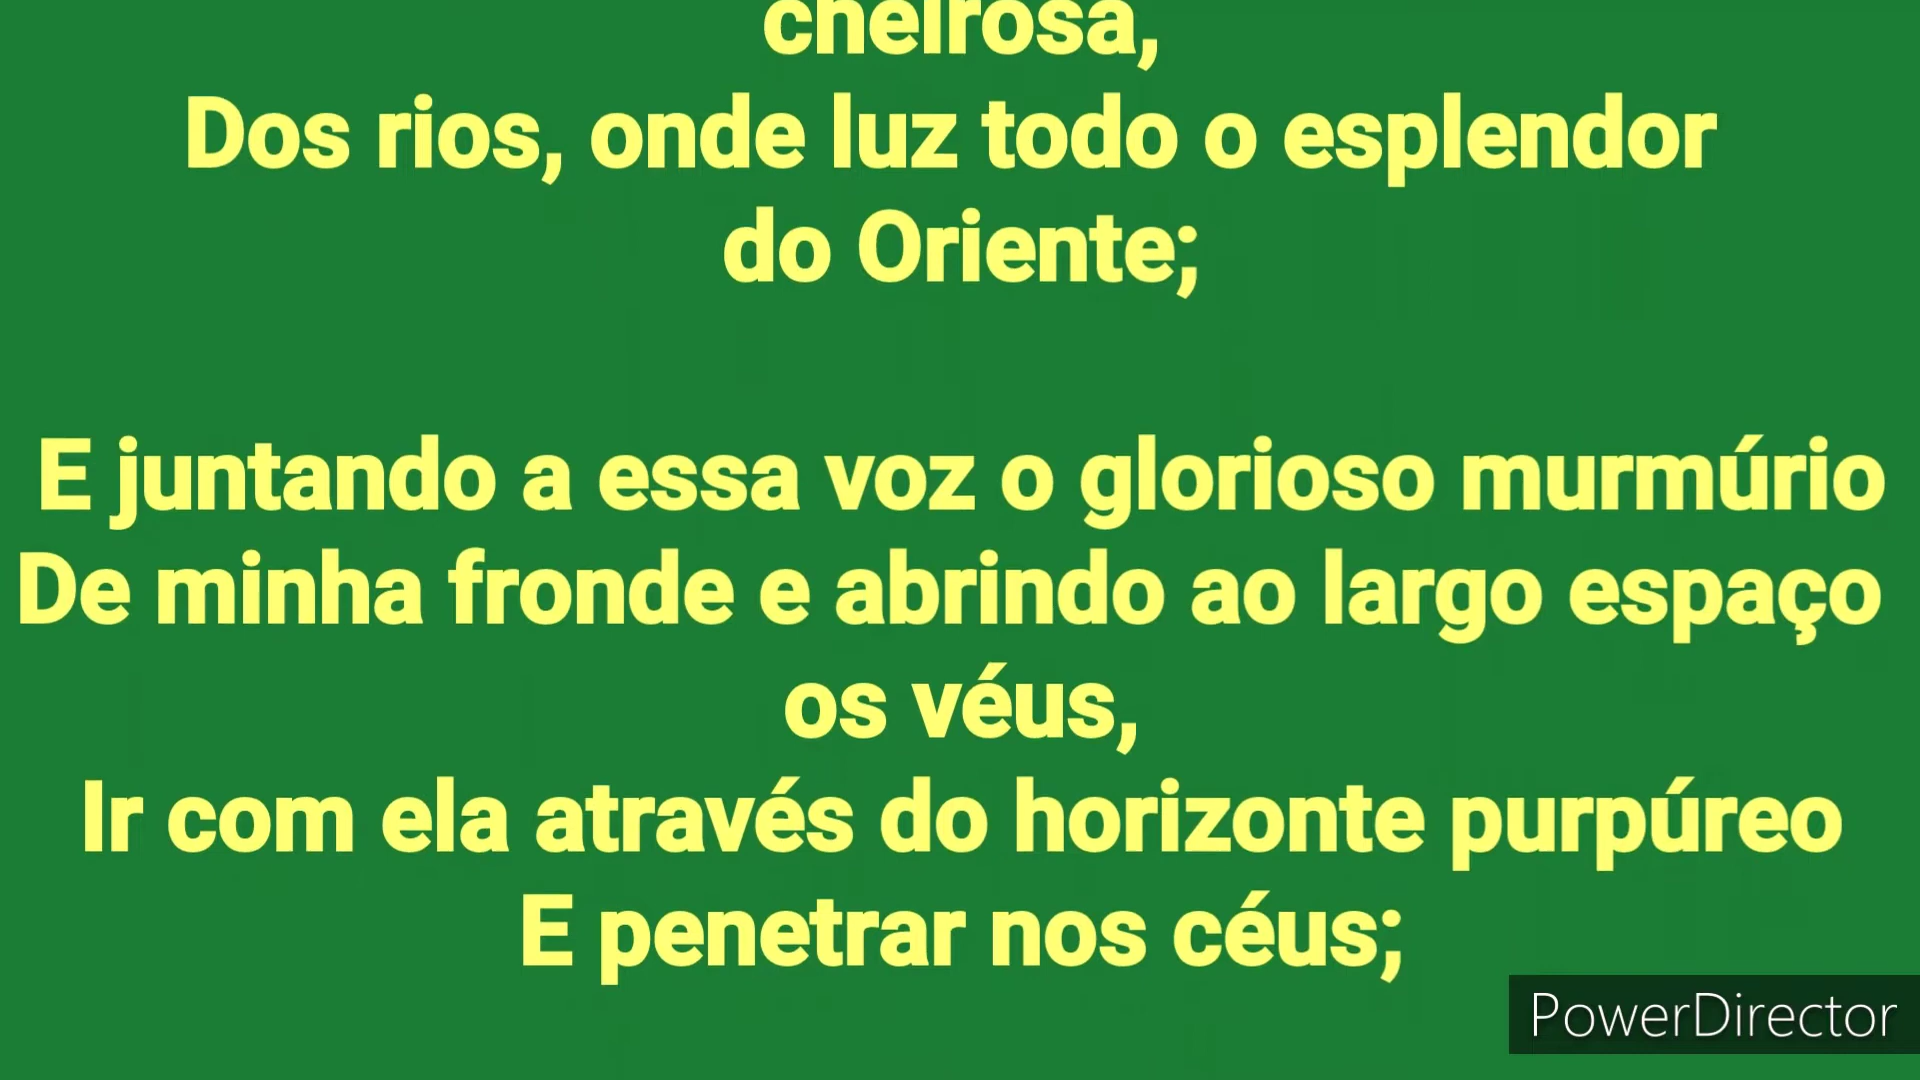 cheirosa,
Dos rios, onde luz todo o esplendor
do Oriente;
E juntando a essa voz o glorioso murmúrio
De minha fronde e abrindo ao largo espaço
os véus,
Ir com ela através do horizonte purpúreo
E penetrar nos céus;
PowerDirector